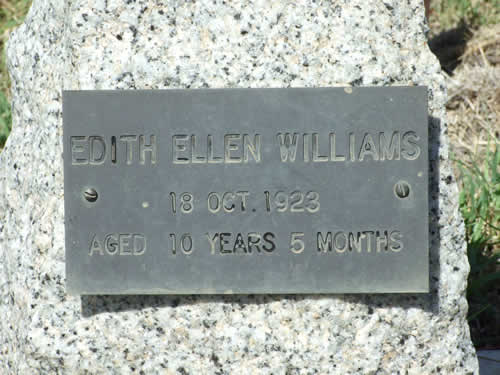 EDITH ELLEN WILLIAMS
18 OCT. 1923
AGED 10 YEARS 5 MONTHS